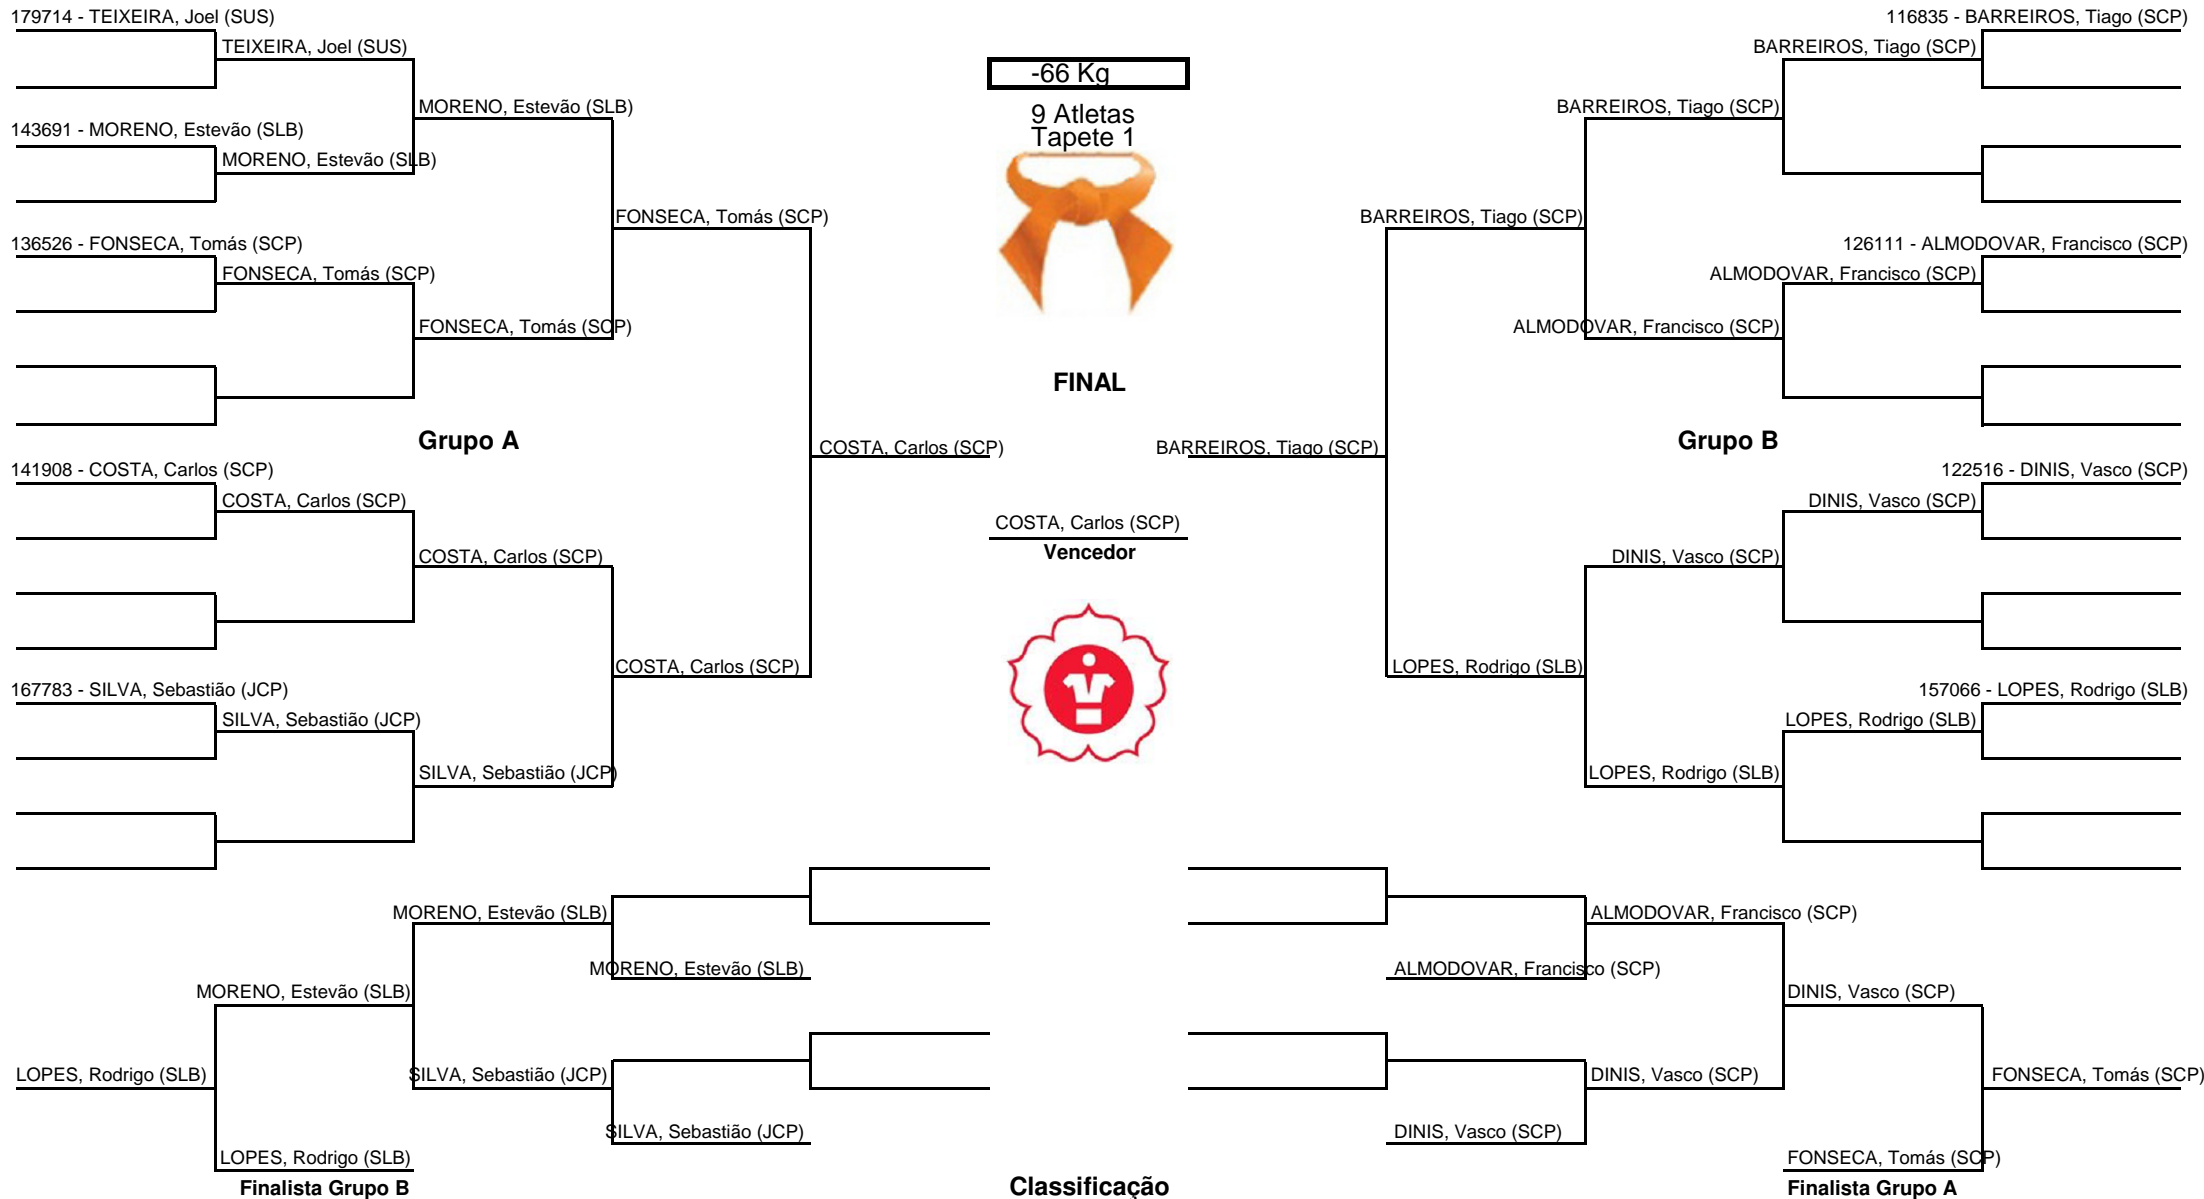 179714 - TEIXEIRA, Joel (SUS)
TEIXEIRA, Joel (SUS)
MORENO, Estevão (SLB)
143691 - MORENO, Estevão (SLB)
MORENO, Estevão (SLB)
FONSECA, Tomás (SCP)
136526 - FONSECA, Tomás (SCP)
FONSECA, Tomás (SCP)
FONSECA, Tomás (SCP)
Grupo A
COSTA, Carlos (SCP)
141908 - COSTA, Carlos (SCP)
COSTA, Carlos (SCP)
COSTA, Carlos (SCP)
COSTA, Carlos (SCP)
167783 - SILVA, Sebastião (JCP)
SILVA, Sebastião (JCP)
SILVA, Sebastião (JCP)
-66 Kg
9 Atletas
Tapete 1
FINAL
COSTA, Carlos (SCP)
Vencedor
116835 - BARREIROS, Tiago (SCP)
BARREIROS, Tiago (SCP)
BARREIROS, Tiago (SCP)
BARREIROS, Tiago (SCP)
126111 - ALMODOVAR, Francisco (SCP)
ALMODOVAR, Francisco (SCP)
ALMODOVAR, Francisco (SCP)
Grupo B
BARREIROS, Tiago (SCP)
122516 - DINIS, Vasco (SCP)
DINIS, Vasco (SCP)
DINIS, Vasco (SCP)
LOPES, Rodrigo (SLB)
157066 - LOPES, Rodrigo (SLB)
LOPES, Rodrigo (SLB)
LOPES, Rodrigo (SLB)
MORENO, Estevão (SLB)
MORENO, Estevão (SLB)
MORENO, Estevão (SLB)
LOPES, Rodrigo (SLB)
SILVA, Sebastião (JCP)
SILVA, Sebastião (JCP)
LOPES, Rodrigo (SLB)
Finalista Grupo B
ALMODOVAR, Francisco (SCP)
ALMODOVAR, Francisco (SCP)
DINIS, Vasco (SCP)
DINIS, Vasco (SCP)
FONSECA, Tomás (SCP)
DINIS, Vasco (SCP)
FONSECA, Tomás (SCP)
Finalista Grupo A
Classificação